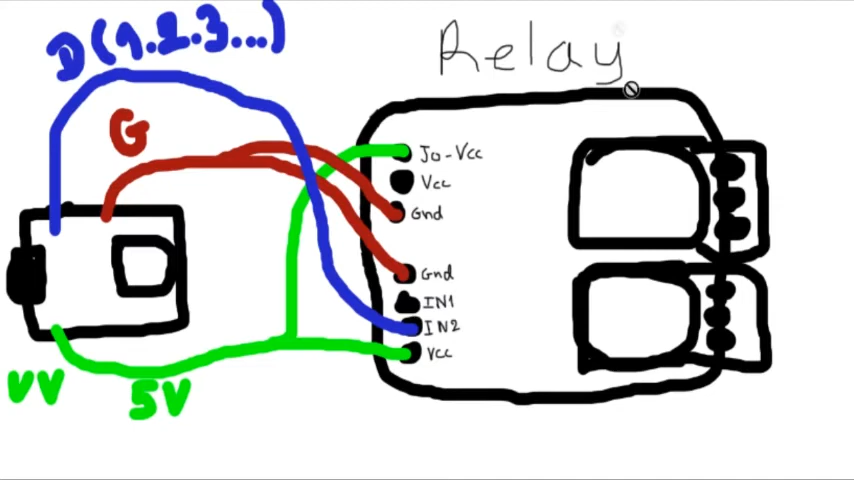 D(1.2.3...)
Relay
G
Jo-Vcc
Vcc
Gnd
Gnd
IN1
IN2
Vcc
VV
5V